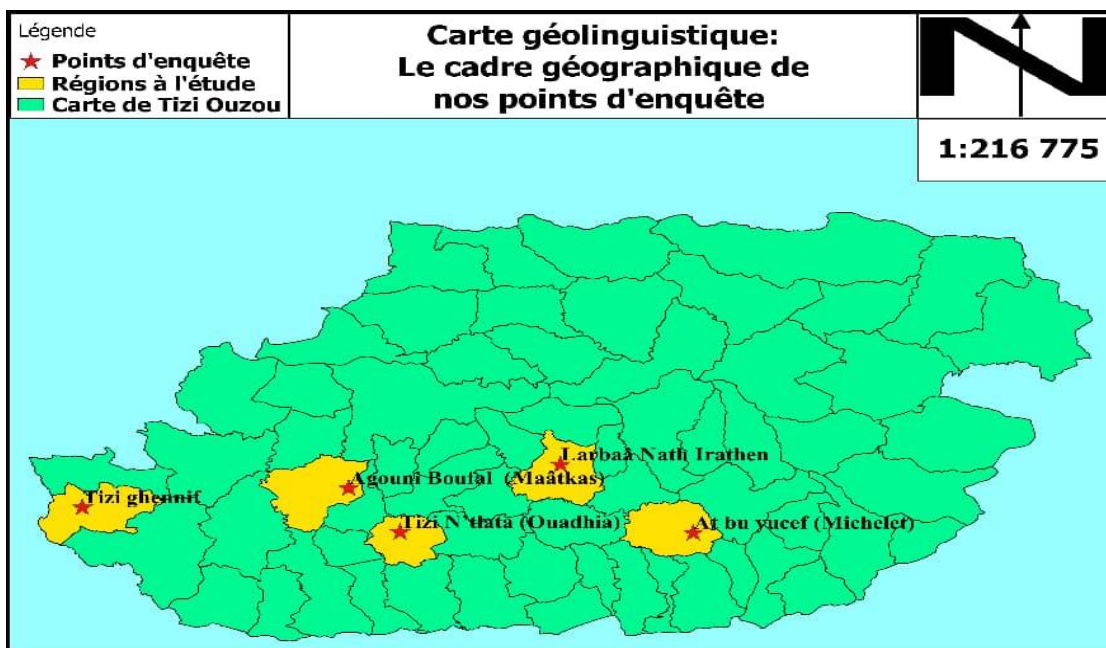 Légende
Points d'enquête
Régions à l'étude
Carte de Tizi Ouzou
Carte géolinguistique:
Le cadre géographique de
nos points d'enquête
N
1:216 775
Larbaâ Nath Irathen
Agouni Boufal (Maâtkas)
Tizi ghennif
Tizi N'tlata (Ouadhia)
At bu yucef (Michelet)